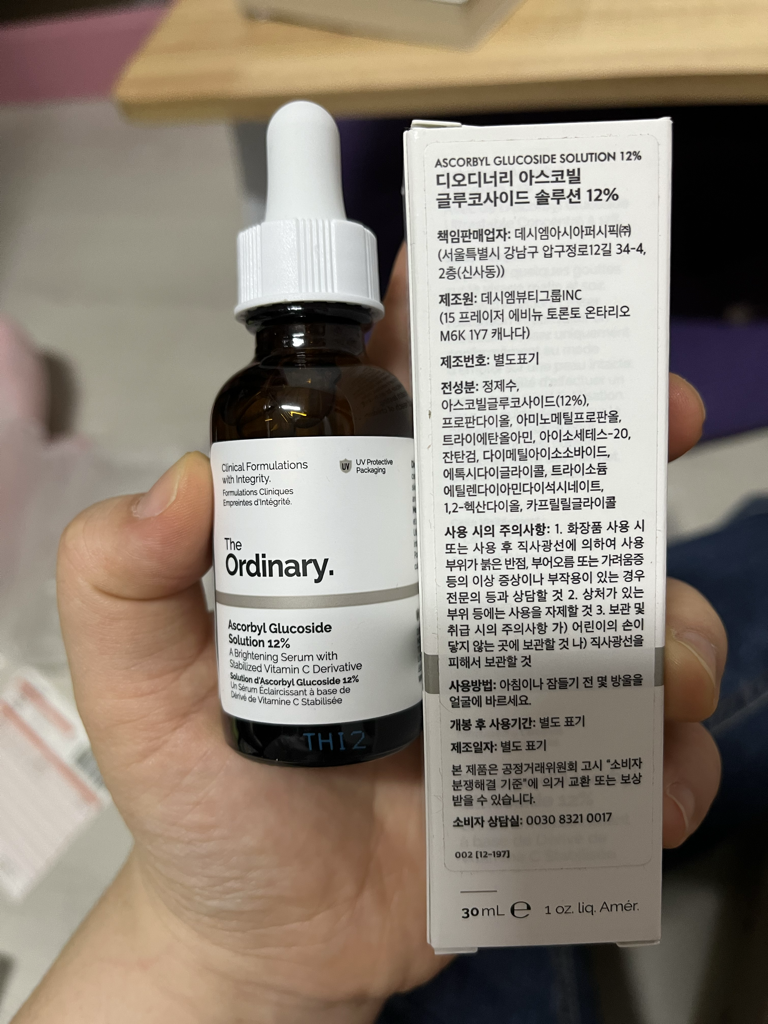 Clinical Formulations
with Integrity.
Formulations Cliniques
Empreintes d'Intégrité.
UV
UV Protective
Packaging
The
Ordinary.
Ascorbyl Glucoside
Solution 12%
A Brightening Serum with
Stabilized Vitamin C Derivative
Solution d'Ascorbyl Glucoside 12%
Un Sérum Éclaircissant à base de
Dérivé de Vitamine C Stabilisée
THI2
ASCORBYL GLUCOSIDE SOLUTION 12%
디오디너리 아스코빌
글루코사이드 솔루션 12%
책임판매업자: 데시엠아시아퍼시픽㈜
(서울특별시 강남구 압구정로12길 34-4,
2층(신사동))
제조원: 데시엠뷰티그룹INC
(15 프레이저 에비뉴 토론토 온타리오
M6K 1Y7 캐나다)
제조번호: 별도표기
전성분: 정제수,
아스코빌글루코사이드(12%),
프로판다이올, 아미노메틸프로판올,
트라이에탄올아민, 아이소세테스-20,
잔탄검, 다이메틸아이소소바이드,
에톡시다이글라이콜, 트라이소듐
에틸렌다이아민다이석시네이트,
1,2-헥산다이올, 카프릴릴글라이콜
사용 시의 주의사항: 1. 화장품 사용 시
또는 사용 후 직사광선에 의하여 사용
부위가 붉은 반점, 부어오름 또는 가려움증
등의 이상 증상이나 부작용이 있는 경우
전문의 등과 상담할 것 2. 상처가 있는
부위 등에는 사용을 자제할 것 3. 보관 및
취급 시의 주의사항 가) 어린이의 손이
닿지 않는 곳에 보관할 것 나) 직사광선을
피해서 보관할 것
사용방법: 아침이나 잠들기 전 몇 방울을
얼굴에 바르세요.
개봉 후 사용기간: 별도 표기
제조일자: 별도 표기
본 제품은 공정거래위원회 고시 "소비자
분쟁해결 기준"에 의거 교환 또는 보상
받을 수 있습니다.
소비자 상담실: 0030 8321 0017
002 [12-197]
30 mL ℮ 1 oz. liq. Amér.